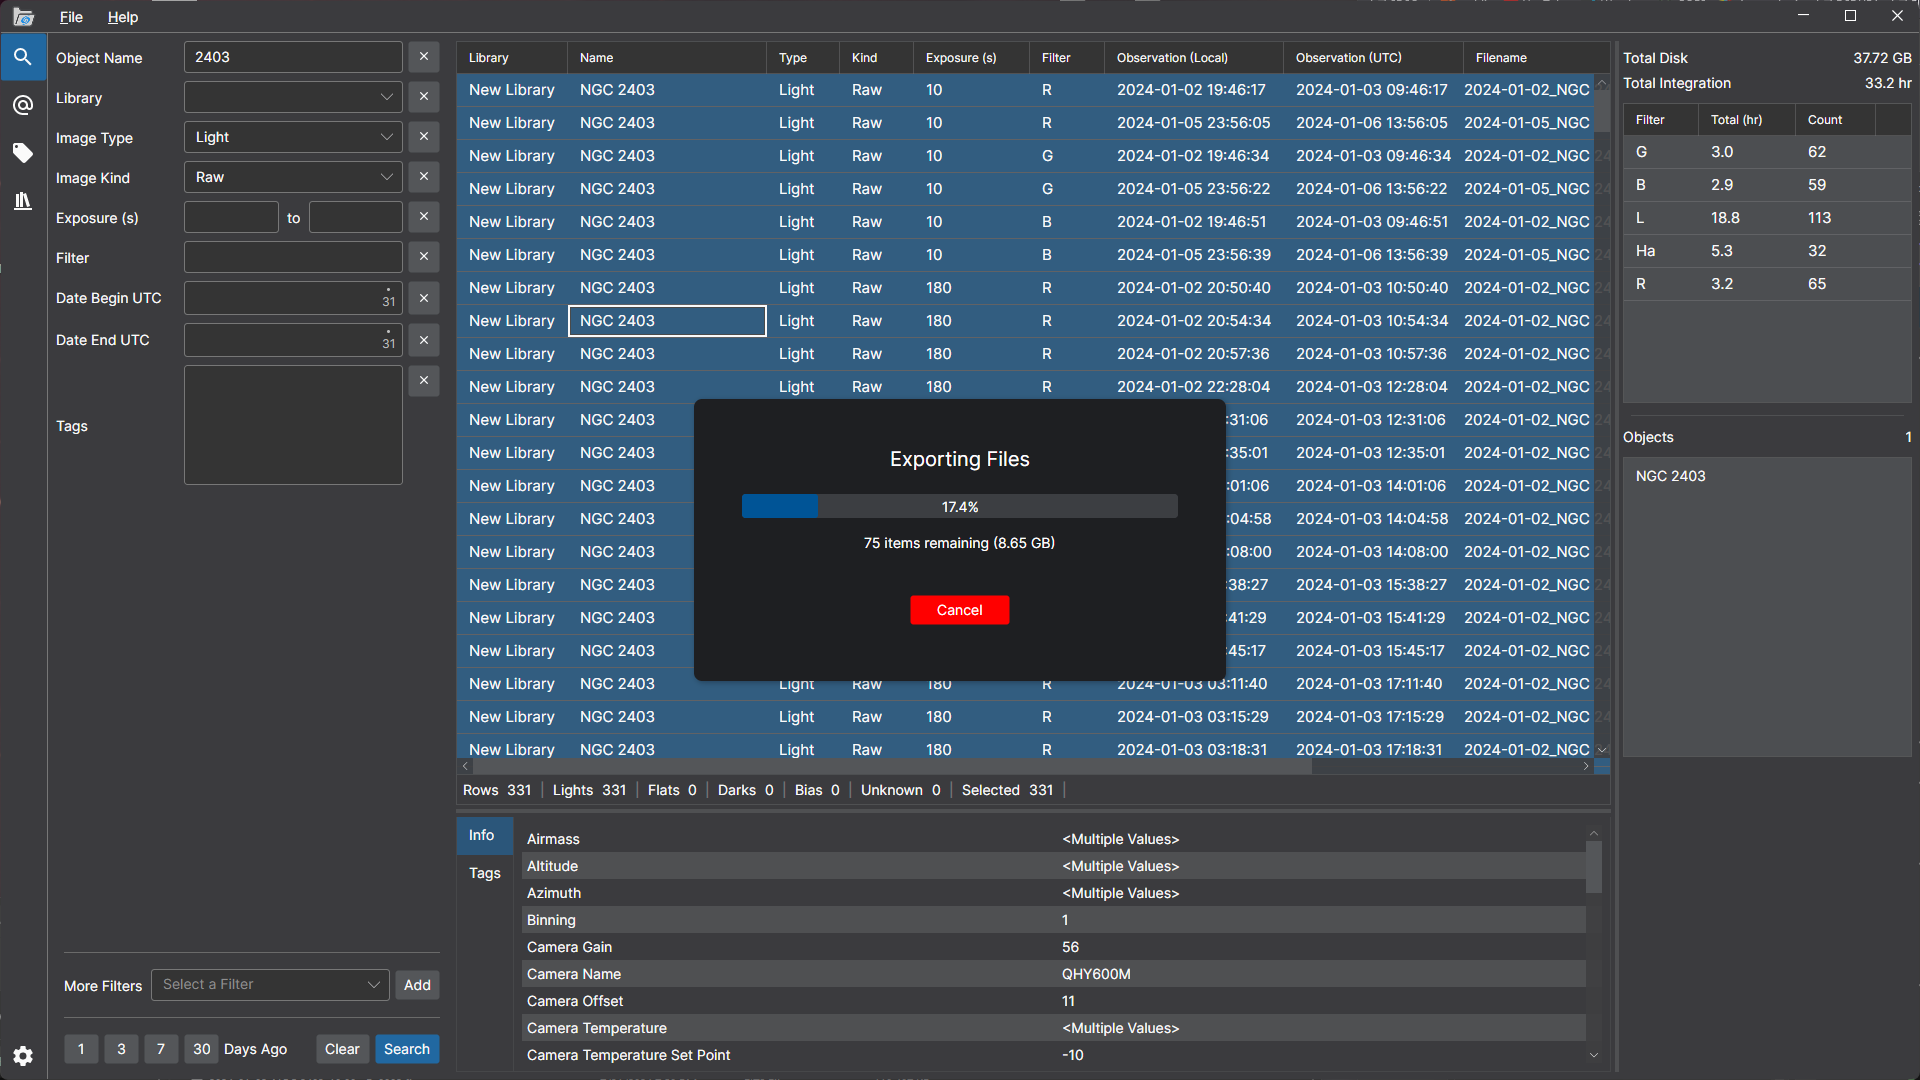 File Help
Object Name 2403
Library
Image Type Light
Image Kind Raw
Exposure (s) to
Filter
Date Begin UTC 31
Date End UTC 31
Tags
More Filters Select a Filter Add
1 3 7 30 Days Ago Clear Search
Library Name Type Kind Exposure (s) Filter Observation (Local) Observation (UTC) Filename
New Library NGC 2403 Light Raw 10 R 2024-01-02 19:46:17 2024-01-03 09:46:17 2024-01-02_NGC
New Library NGC 2403 Light Raw 10 R 2024-01-05 23:56:05 2024-01-06 13:56:05 2024-01-05_NGC
New Library NGC 2403 Light Raw 10 G 2024-01-02 19:46:34 2024-01-03 09:46:34 2024-01-02_NGC
New Library NGC 2403 Light Raw 10 G 2024-01-05 23:56:22 2024-01-06 13:56:22 2024-01-05_NGC
New Library NGC 2403 Light Raw 10 B 2024-01-02 19:46:51 2024-01-03 09:46:51 2024-01-02_NGC
New Library NGC 2403 Light Raw 10 B 2024-01-05 23:56:39 2024-01-06 13:56:39 2024-01-05_NGC
New Library NGC 2403 Light Raw 180 R 2024-01-02 20:50:40 2024-01-03 10:50:40 2024-01-02_NGC
New Library NGC 2403 Light Raw 180 R 2024-01-02 20:54:34 2024-01-03 10:54:34 2024-01-02_NGC
New Library NGC 2403 Light Raw 180 R 2024-01-02 20:57:36 2024-01-03 10:57:36 2024-01-02_NGC
New Library NGC 2403 Light Raw 180 R 2024-01-02 22:28:04 2024-01-03 12:28:04 2024-01-02_NGC
New Library NGC 2403 :31:06 2024-01-03 12:31:06 2024-01-02_NGC
New Library NGC 2403 :35:01 2024-01-03 12:35:01 2024-01-02_NGC
New Library NGC 2403 :01:06 2024-01-03 14:01:06 2024-01-02_NGC
New Library NGC 2403 :04:58 2024-01-03 14:04:58 2024-01-02_NGC
New Library NGC 2403 :08:00 2024-01-03 14:08:00 2024-01-02_NGC
New Library NGC 2403 :38:27 2024-01-03 15:38:27 2024-01-02_NGC
New Library NGC 2403 :41:29 2024-01-03 15:41:29 2024-01-02_NGC
New Library NGC 2403 :45:17 2024-01-03 15:45:17 2024-01-02_NGC
New Library NGC 2403 Light Raw 180 R 2024-01-03 03:11:40 2024-01-03 17:11:40 2024-01-02_NGC
New Library NGC 2403 Light Raw 180 R 2024-01-03 03:15:29 2024-01-03 17:15:29 2024-01-02_NGC
New Library NGC 2403 Light Raw 180 R 2024-01-03 03:18:31 2024-01-03 17:18:31 2024-01-02_NGC
Exporting Files
17.4%
75 items remaining (8.65 GB)
Cancel
Rows 331 | Lights 331 | Flats 0 | Darks 0 | Bias 0 | Unknown 0 | Selected 331 |
Info
Tags
Airmass <Multiple Values>
Altitude <Multiple Values>
Azimuth <Multiple Values>
Binning 1
Camera Gain 56
Camera Name QHY600M
Camera Offset 11
Camera Temperature <Multiple Values>
Camera Temperature Set Point -10
Total Disk 37.72 GB
Total Integration 33.2 hr
Filter Total (hr) Count
G 3.0 62
B 2.9 59
L 18.8 113
Ha 5.3 32
R 3.2 65
Objects 1
NGC 2403